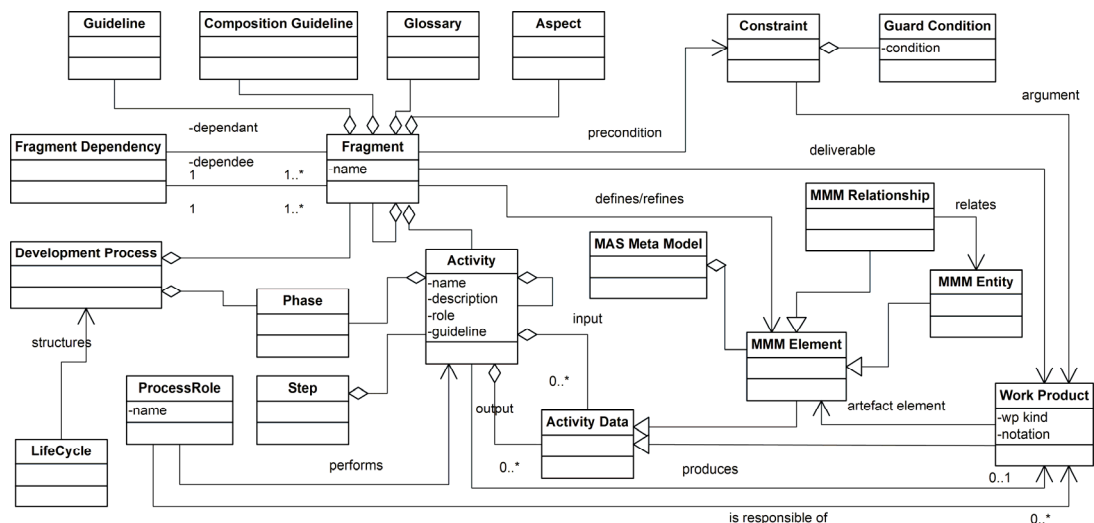 Guideline
Composition Guideline
Glossary
Aspect
Constraint
Guard Condition
-condition
argument
-dependant
precondition
deliverable
Fragment Dependency
-dependee
Fragment
-name
1
1..*
1
1..*
defines/refines
MMM Relationship
relates
Development Process
Activity
-name
-description
-role
-guideline
MAS Meta Model
MMM Entity
Phase
structures
input
MMM Element
ProcessRole
-name
Step
0..*
output
Activity Data
artefact element
Work Product
-wp kind
-notation
LifeCycle
performs
0..*
produces
0..1
is responsible of
0..*